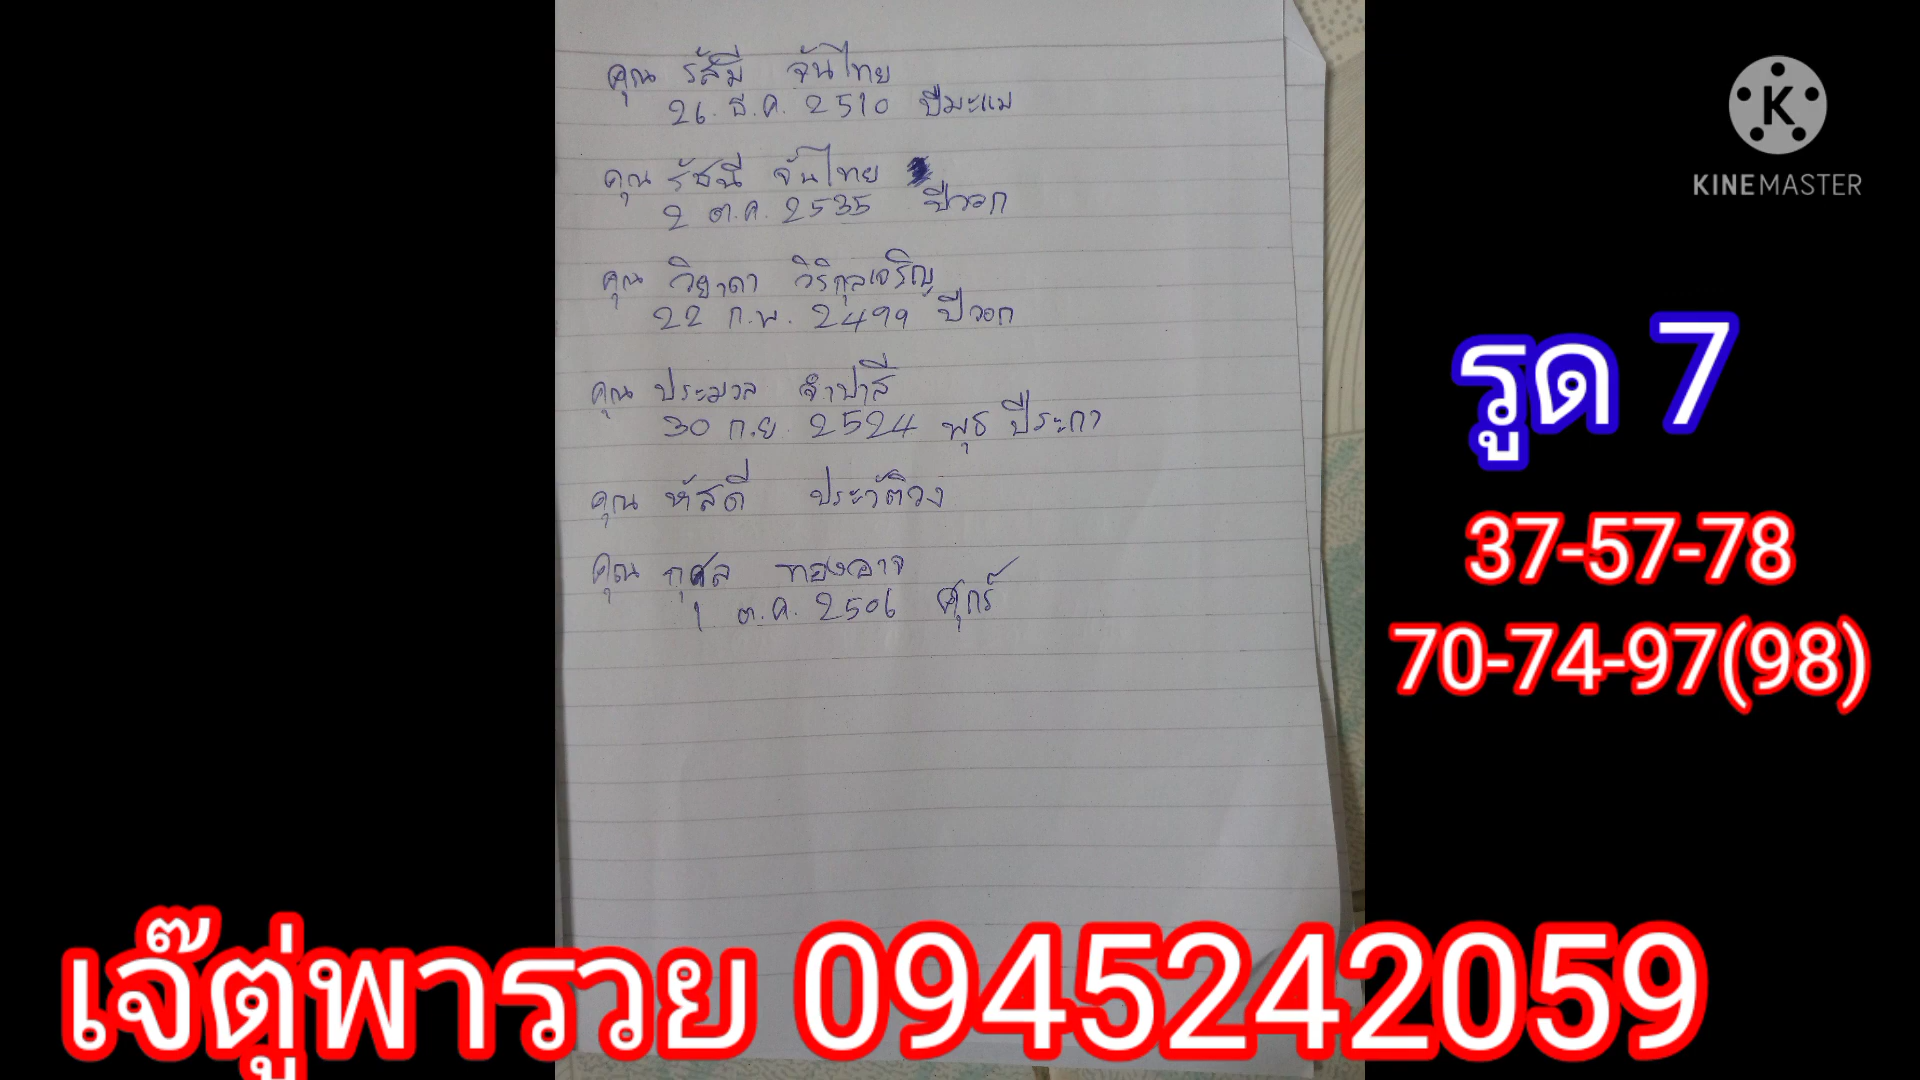 คุณ รัสมี จันไทย
26. ธ.ค. 2510 ปีมะแม
คุณ รัชนี จันไทย
2 ต.ค. 2535 ปีวอก
คุณ วิยาดา วิริกุลเจริญ
22 ก.พ. 2499 ปีวอก
คุณ ประมวล จำปาสี
30 ก.ย. 2524 พุธ ปีระกา
คุณ หัสดี ประวัติวง
คุณ กุศล ทองอาจ
1 ต.ค. 2506 ศุกร์
K
KINEMASTER
รูด 7
37-57-78
70-74-97(98)
เจ๊ตู่พารวย 0945242059